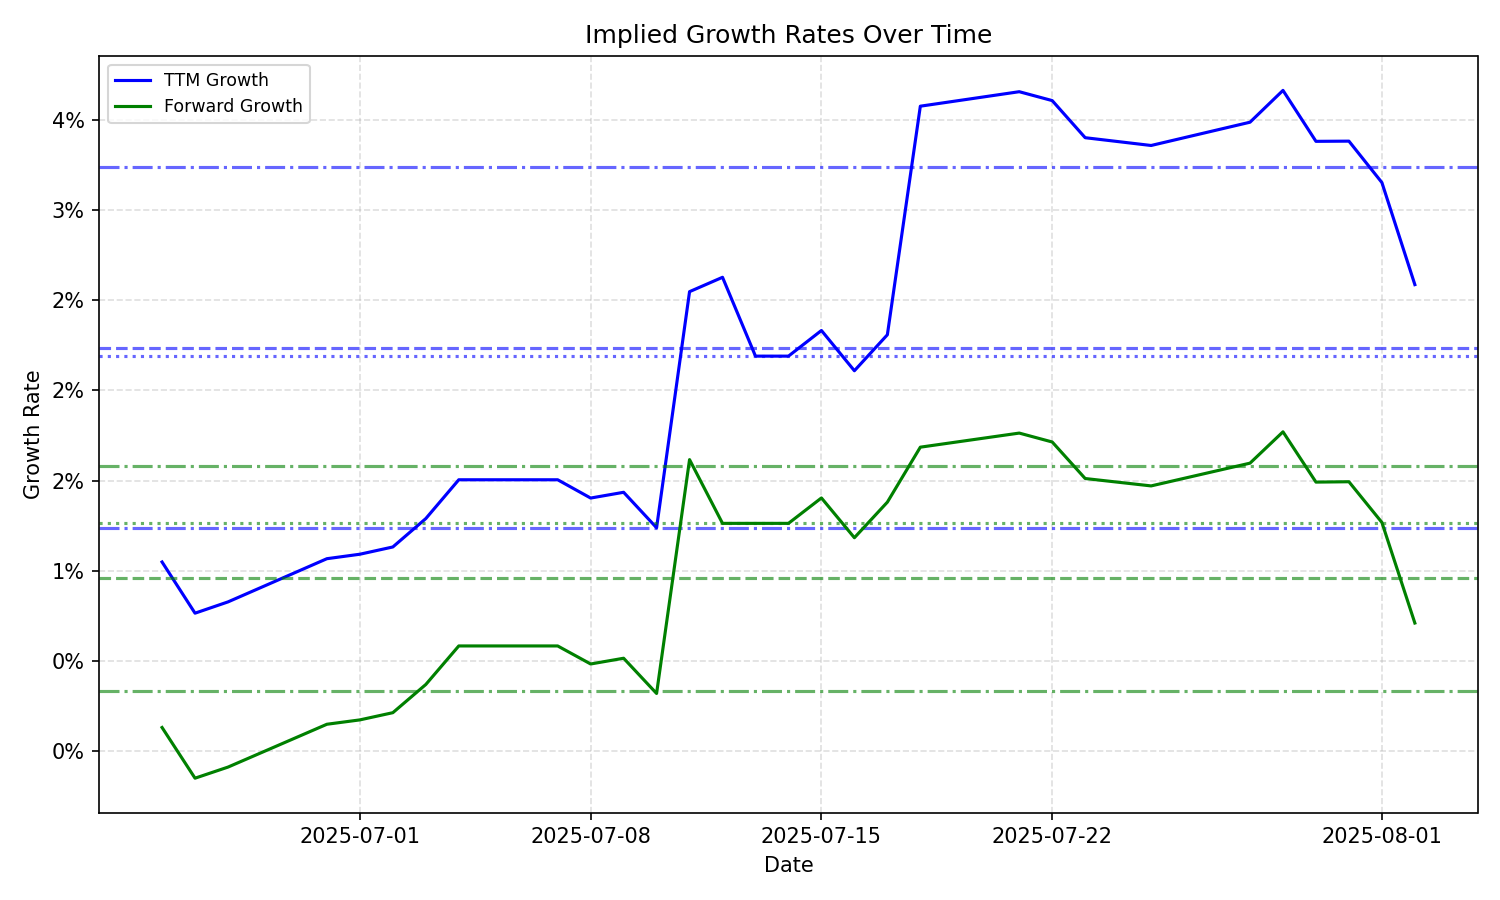 Implied Growth Rates Over Time
TTM Growth
Forward Growth
4%
3%
2%
2%
2%
1%
0%
0%
Growth Rate
2025-07-01
2025-07-08
2025-07-15
2025-07-22
2025-08-01
Date